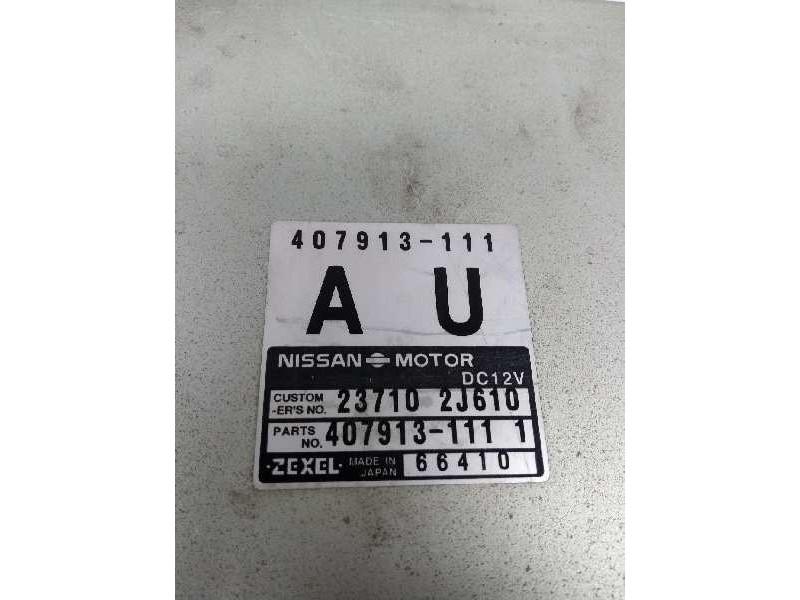 407913-111
A U
NISSAN MOTOR
DC12V
CUSTOM
-ER'S NO. 23710 2J610
PARTS
NO. 407913-111 1
·ZEXEL· MADE IN
JAPAN 66410